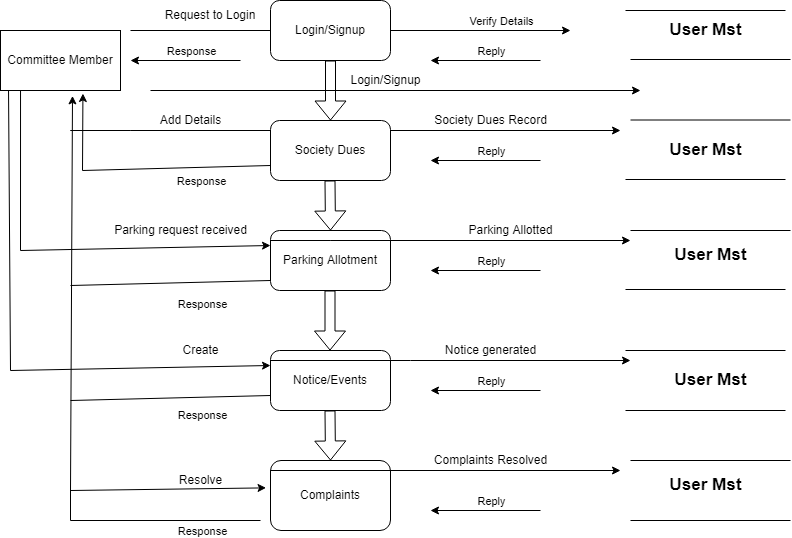 Request to Login
Login/Signup
Verify Details
User Mst
Committee Member
Response
Reply
Login/Signup
Add Details
Society Dues
Society Dues Record
User Mst
Reply
Response
Parking request received
Parking Allotment
Parking Allotted
User Mst
Reply
Response
Create
Notice/Events
Notice generated
User Mst
Reply
Response
Resolve
Complaints
Complaints Resolved
User Mst
Reply
Response